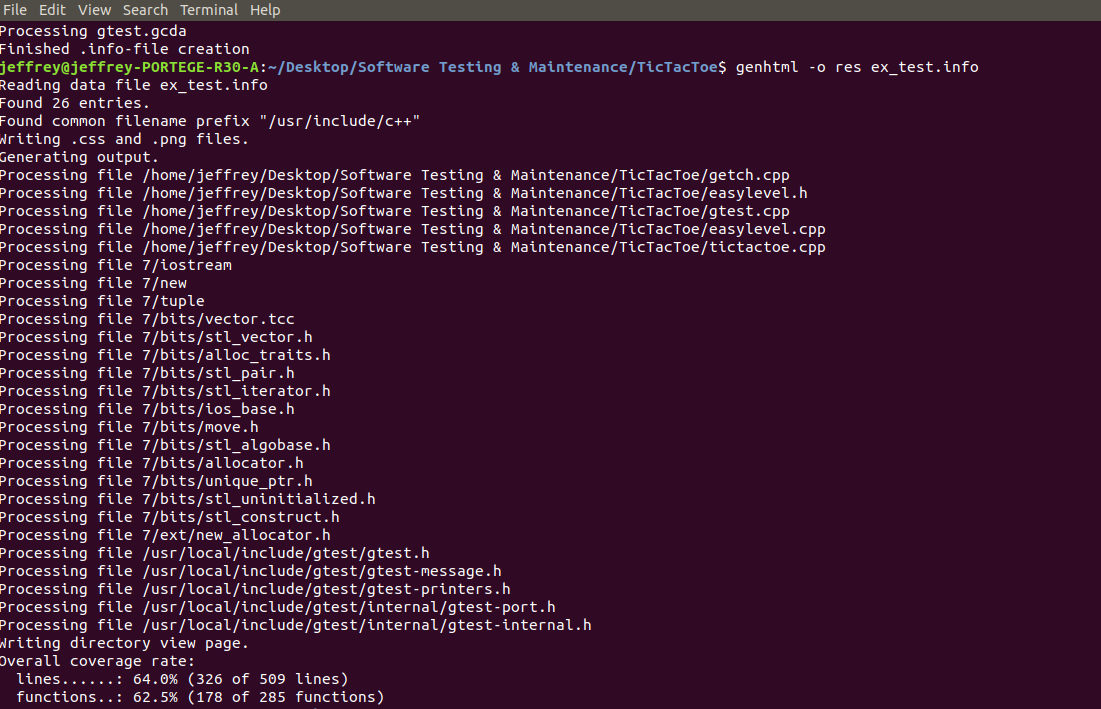 File Edit View Search Terminal Help
Processing gtest.gcda
Finished .info-file creation
jeffrey@jeffrey-PORTEGE-R30-A:~/Desktop/Software Testing & Maintenance/TicTacToe$ genhtml -o res ex_test.info
Reading data file ex_test.info
Found 26 entries.
Found common filename prefix "/usr/include/c++"
Writing .css and .png files.
Generating output.
Processing file /home/jeffrey/Desktop/Software Testing & Maintenance/TicTacToe/getch.cpp
Processing file /home/jeffrey/Desktop/Software Testing & Maintenance/TicTacToe/easylevel.h
Processing file /home/jeffrey/Desktop/Software Testing & Maintenance/TicTacToe/gtest.cpp
Processing file /home/jeffrey/Desktop/Software Testing & Maintenance/TicTacToe/easylevel.cpp
Processing file /home/jeffrey/Desktop/Software Testing & Maintenance/TicTacToe/tictactoe.cpp
Processing file 7/iostream
Processing file 7/new
Processing file 7/tuple
Processing file 7/bits/vector.tcc
Processing file 7/bits/stl_vector.h
Processing file 7/bits/alloc_traits.h
Processing file 7/bits/stl_pair.h
Processing file 7/bits/stl_iterator.h
Processing file 7/bits/ios_base.h
Processing file 7/bits/move.h
Processing file 7/bits/stl_algobase.h
Processing file 7/bits/allocator.h
Processing file 7/bits/unique_ptr.h
Processing file 7/bits/stl_uninitialized.h
Processing file 7/bits/stl_construct.h
Processing file 7/ext/new_allocator.h
Processing file /usr/local/include/gtest/gtest.h
Processing file /usr/local/include/gtest/gtest-message.h
Processing file /usr/local/include/gtest/gtest-printers.h
Processing file /usr/local/include/gtest/internal/gtest-port.h
Processing file /usr/local/include/gtest/internal/gtest-internal.h
Writing directory view page.
Overall coverage rate:
lines......: 64.0% (326 of 509 lines)
functions..: 62.5% (178 of 285 functions)